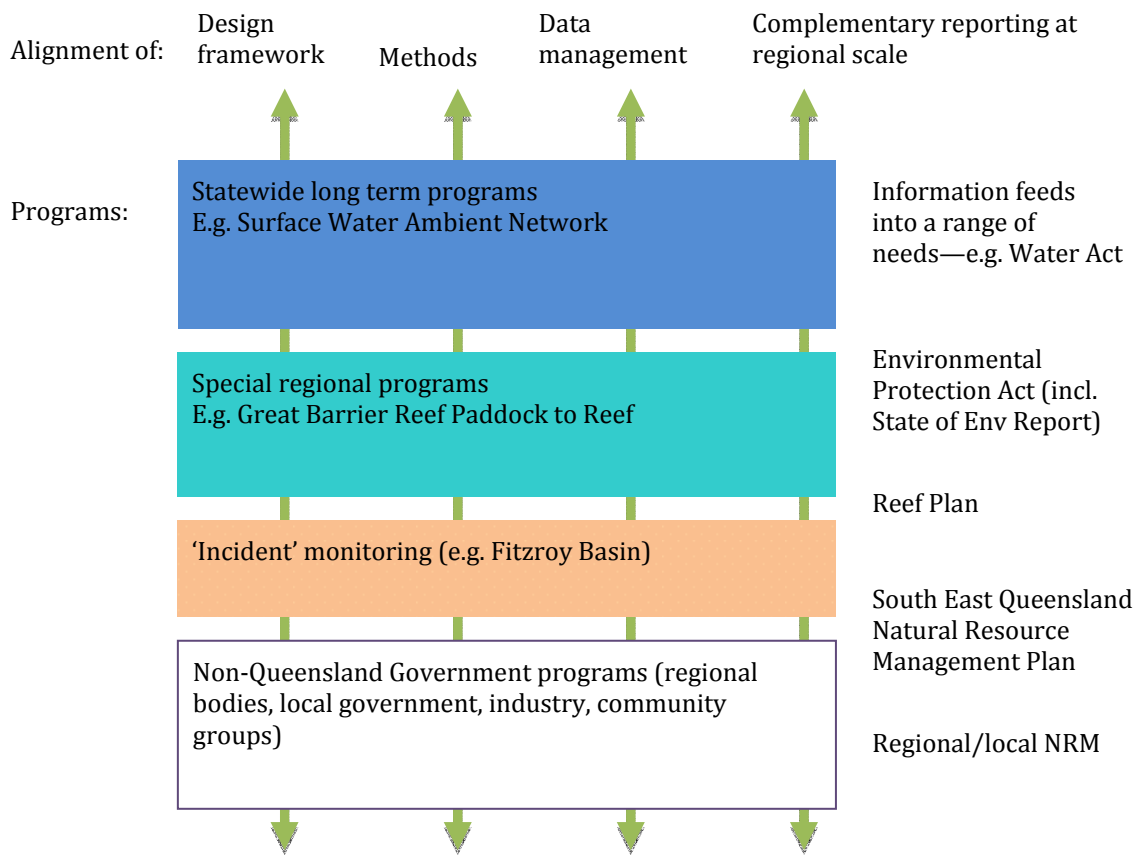 Alignment of:
Design
framework
Methods
Data
management
Complementary reporting at
regional scale
Programs:
Statewide long term programs
E.g. Surface Water Ambient Network
Information feeds
into a range of
needs—e.g. Water Act
Special regional programs
E.g. Great Barrier Reef Paddock to Reef
Environmental
Protection Act (incl.
State of Env Report)
Reef Plan
‘Incident’ monitoring (e.g. Fitzroy Basin)
South East Queensland
Natural Resource
Management Plan
Non-Queensland Government programs (regional
bodies, local government, industry, community
groups)
Regional/local NRM